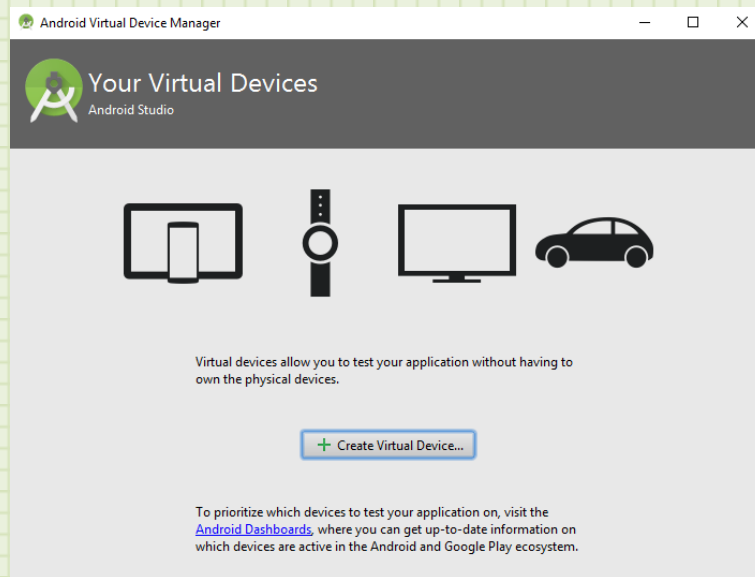 Android Virtual Device Manager
Your Virtual Devices
Android Studio
Virtual devices allow you to test your application without having to
own the physical devices.
Create Virtual Device...
To prioritize which devices to test your application on, visit the
Android Dashboards, where you can get up-to-date information on
which devices are active in the Android and Google Play ecosystem.